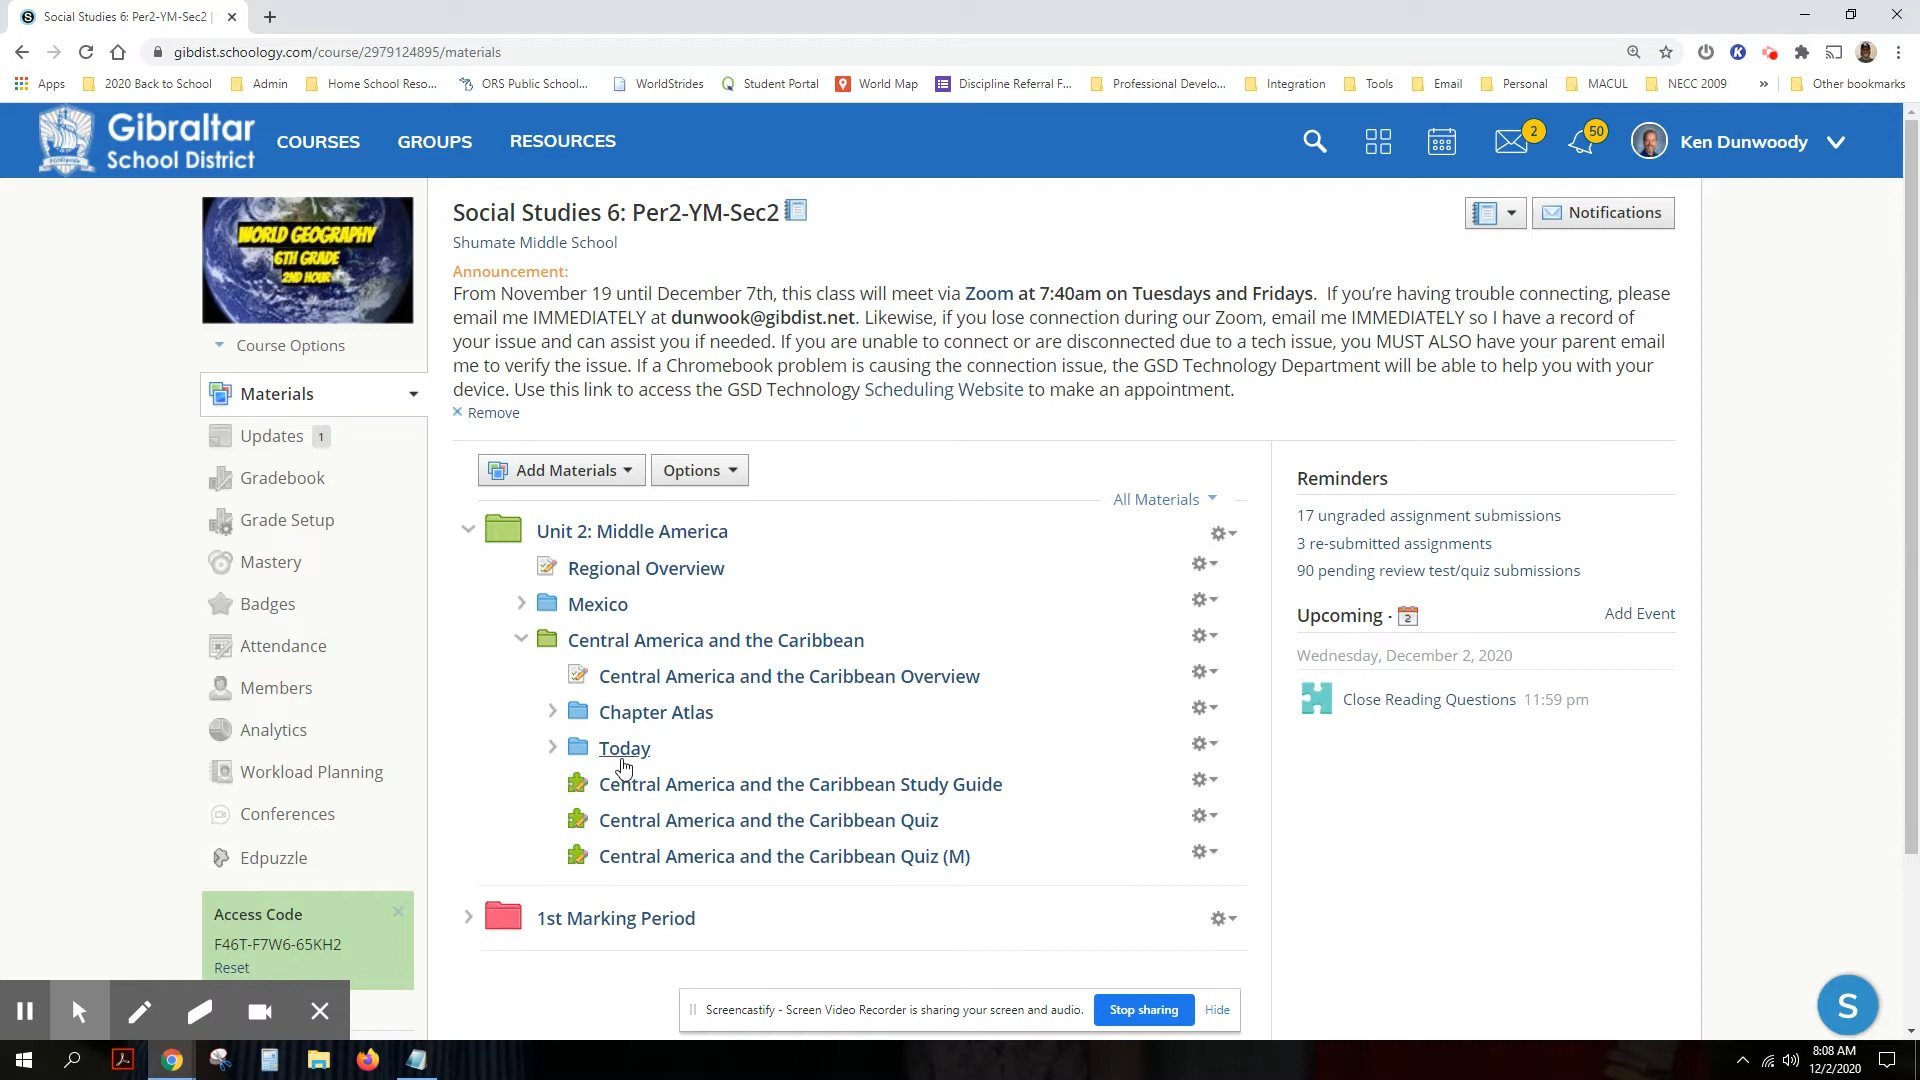 Social Studies 6: Per2-YM-Sec2 |
gibdist.schoology.com/course/2979124895/materials
Apps
2020 Back to School
Admin
Home School Reso...
ORS Public School...
WorldStrides
Student Portal
World Map
Discipline Referral F...
Professional Develo...
Integration
Tools
Email
Personal
MACUL
NECC 2009
»
Other bookmarks
Gibraltar
School District
COURSES
GROUPS
RESOURCES
2
50
Ken Dunwoody
WORLD GEOGRAPHY
6TH GRADE
2ND HOUR
Course Options
Materials
Updates 1
Gradebook
Grade Setup
Mastery
Badges
Attendance
Members
Analytics
Workload Planning
Conferences
Edpuzzle
Access Code
F46T-F7W6-65KH2
Reset
Social Studies 6: Per2-YM-Sec2
Shumate Middle School
Notifications
Announcement:
From November 19 until December 7th, this class will meet via Zoom at 7:40am on Tuesdays and Fridays. If you’re having trouble connecting, please
email me IMMEDIATELY at dunwook@gibdist.net. Likewise, if you lose connection during our Zoom, email me IMMEDIATELY so I have a record of
your issue and can assist you if needed. If you are unable to connect or are disconnected due to a tech issue, you MUST ALSO have your parent email
me to verify the issue. If a Chromebook problem is causing the connection issue, the GSD Technology Department will be able to help you with your
device. Use this link to access the GSD Technology Scheduling Website to make an appointment.
Remove
Add Materials
Options
All Materials
Unit 2: Middle America
Regional Overview
Mexico
Central America and the Caribbean
Central America and the Caribbean Overview
Chapter Atlas
Today
Central America and the Caribbean Study Guide
Central America and the Caribbean Quiz
Central America and the Caribbean Quiz (M)
1st Marking Period
Reminders
17 ungraded assignment submissions
3 re-submitted assignments
90 pending review test/quiz submissions
Upcoming · 2
Add Event
Wednesday, December 2, 2020
Close Reading Questions 11:59 pm
Screencastify - Screen Video Recorder is sharing your screen and audio.
Stop sharing
Hide
S
8:08 AM
12/2/2020